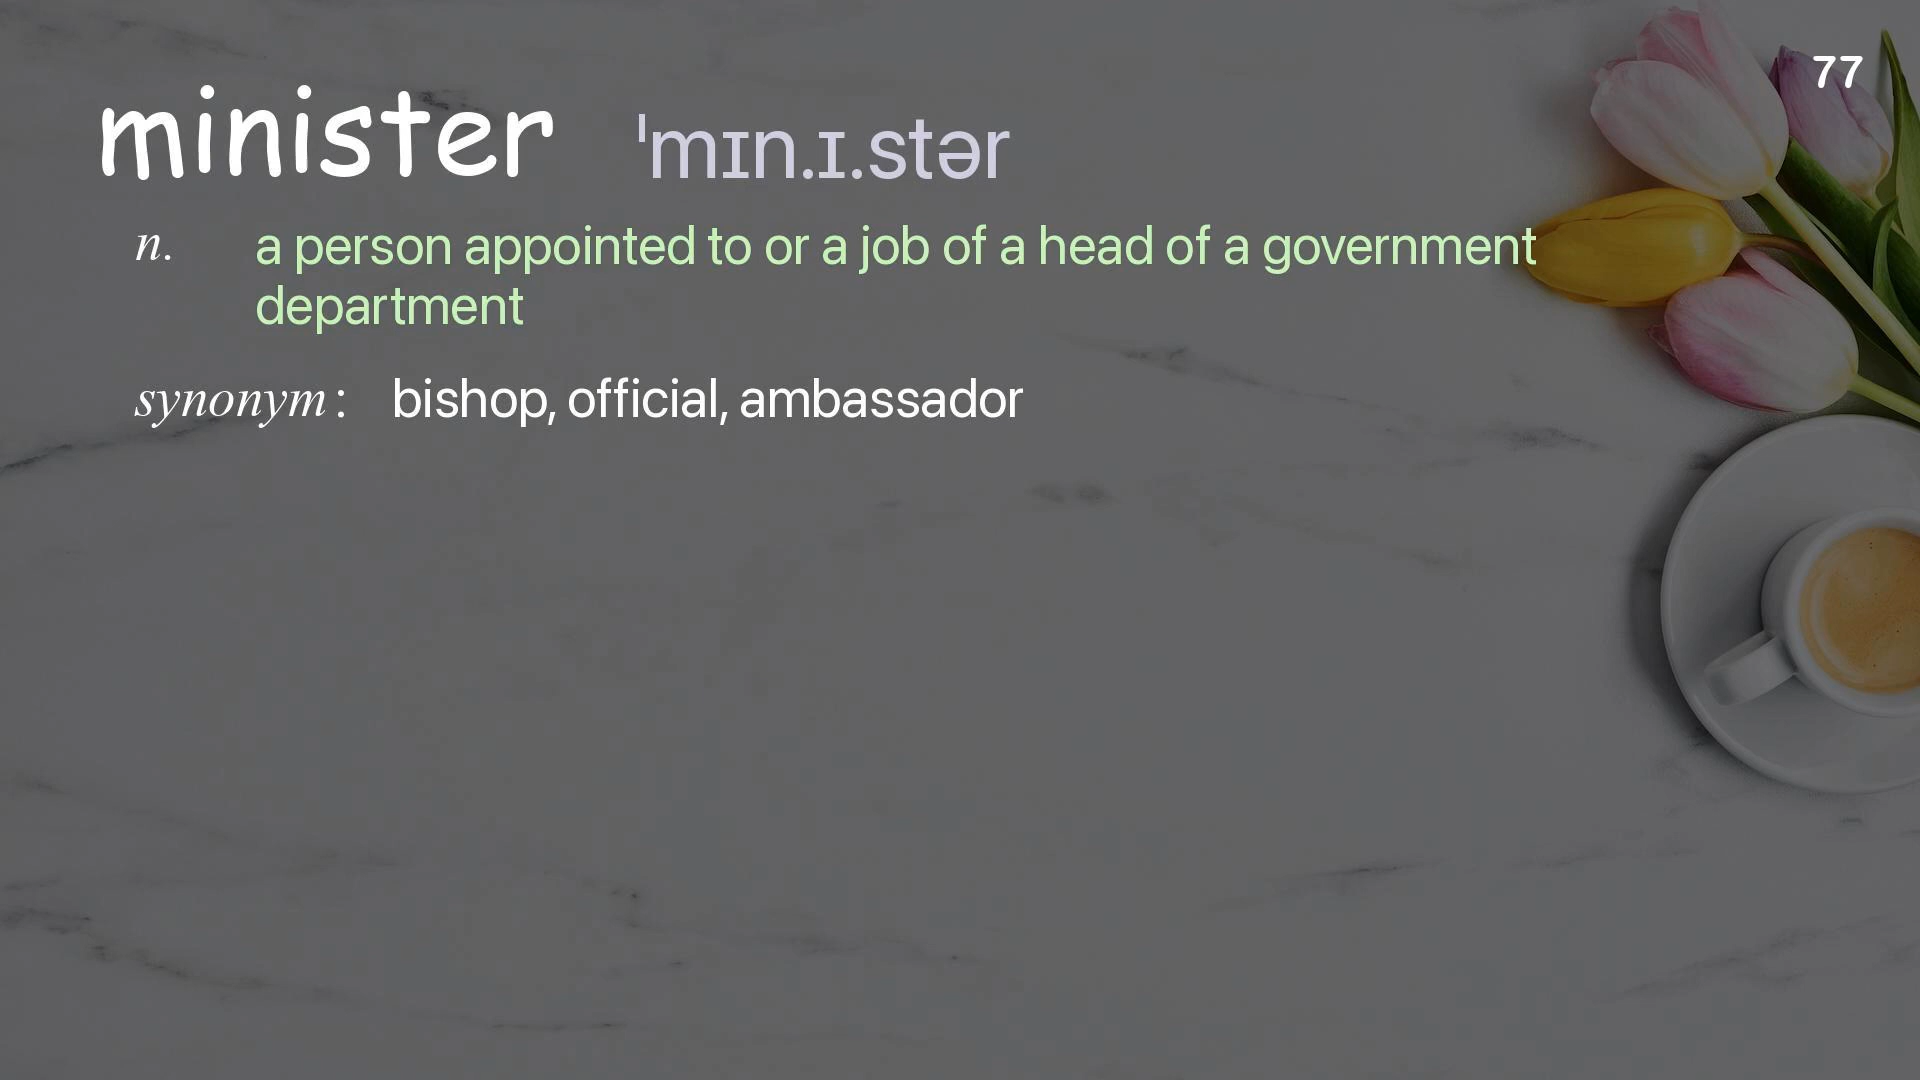 77
minister ˈmɪn.ɪ.stər
n. a person appointed to or a job of a head of a government
department
synonym : bishop, official, ambassador